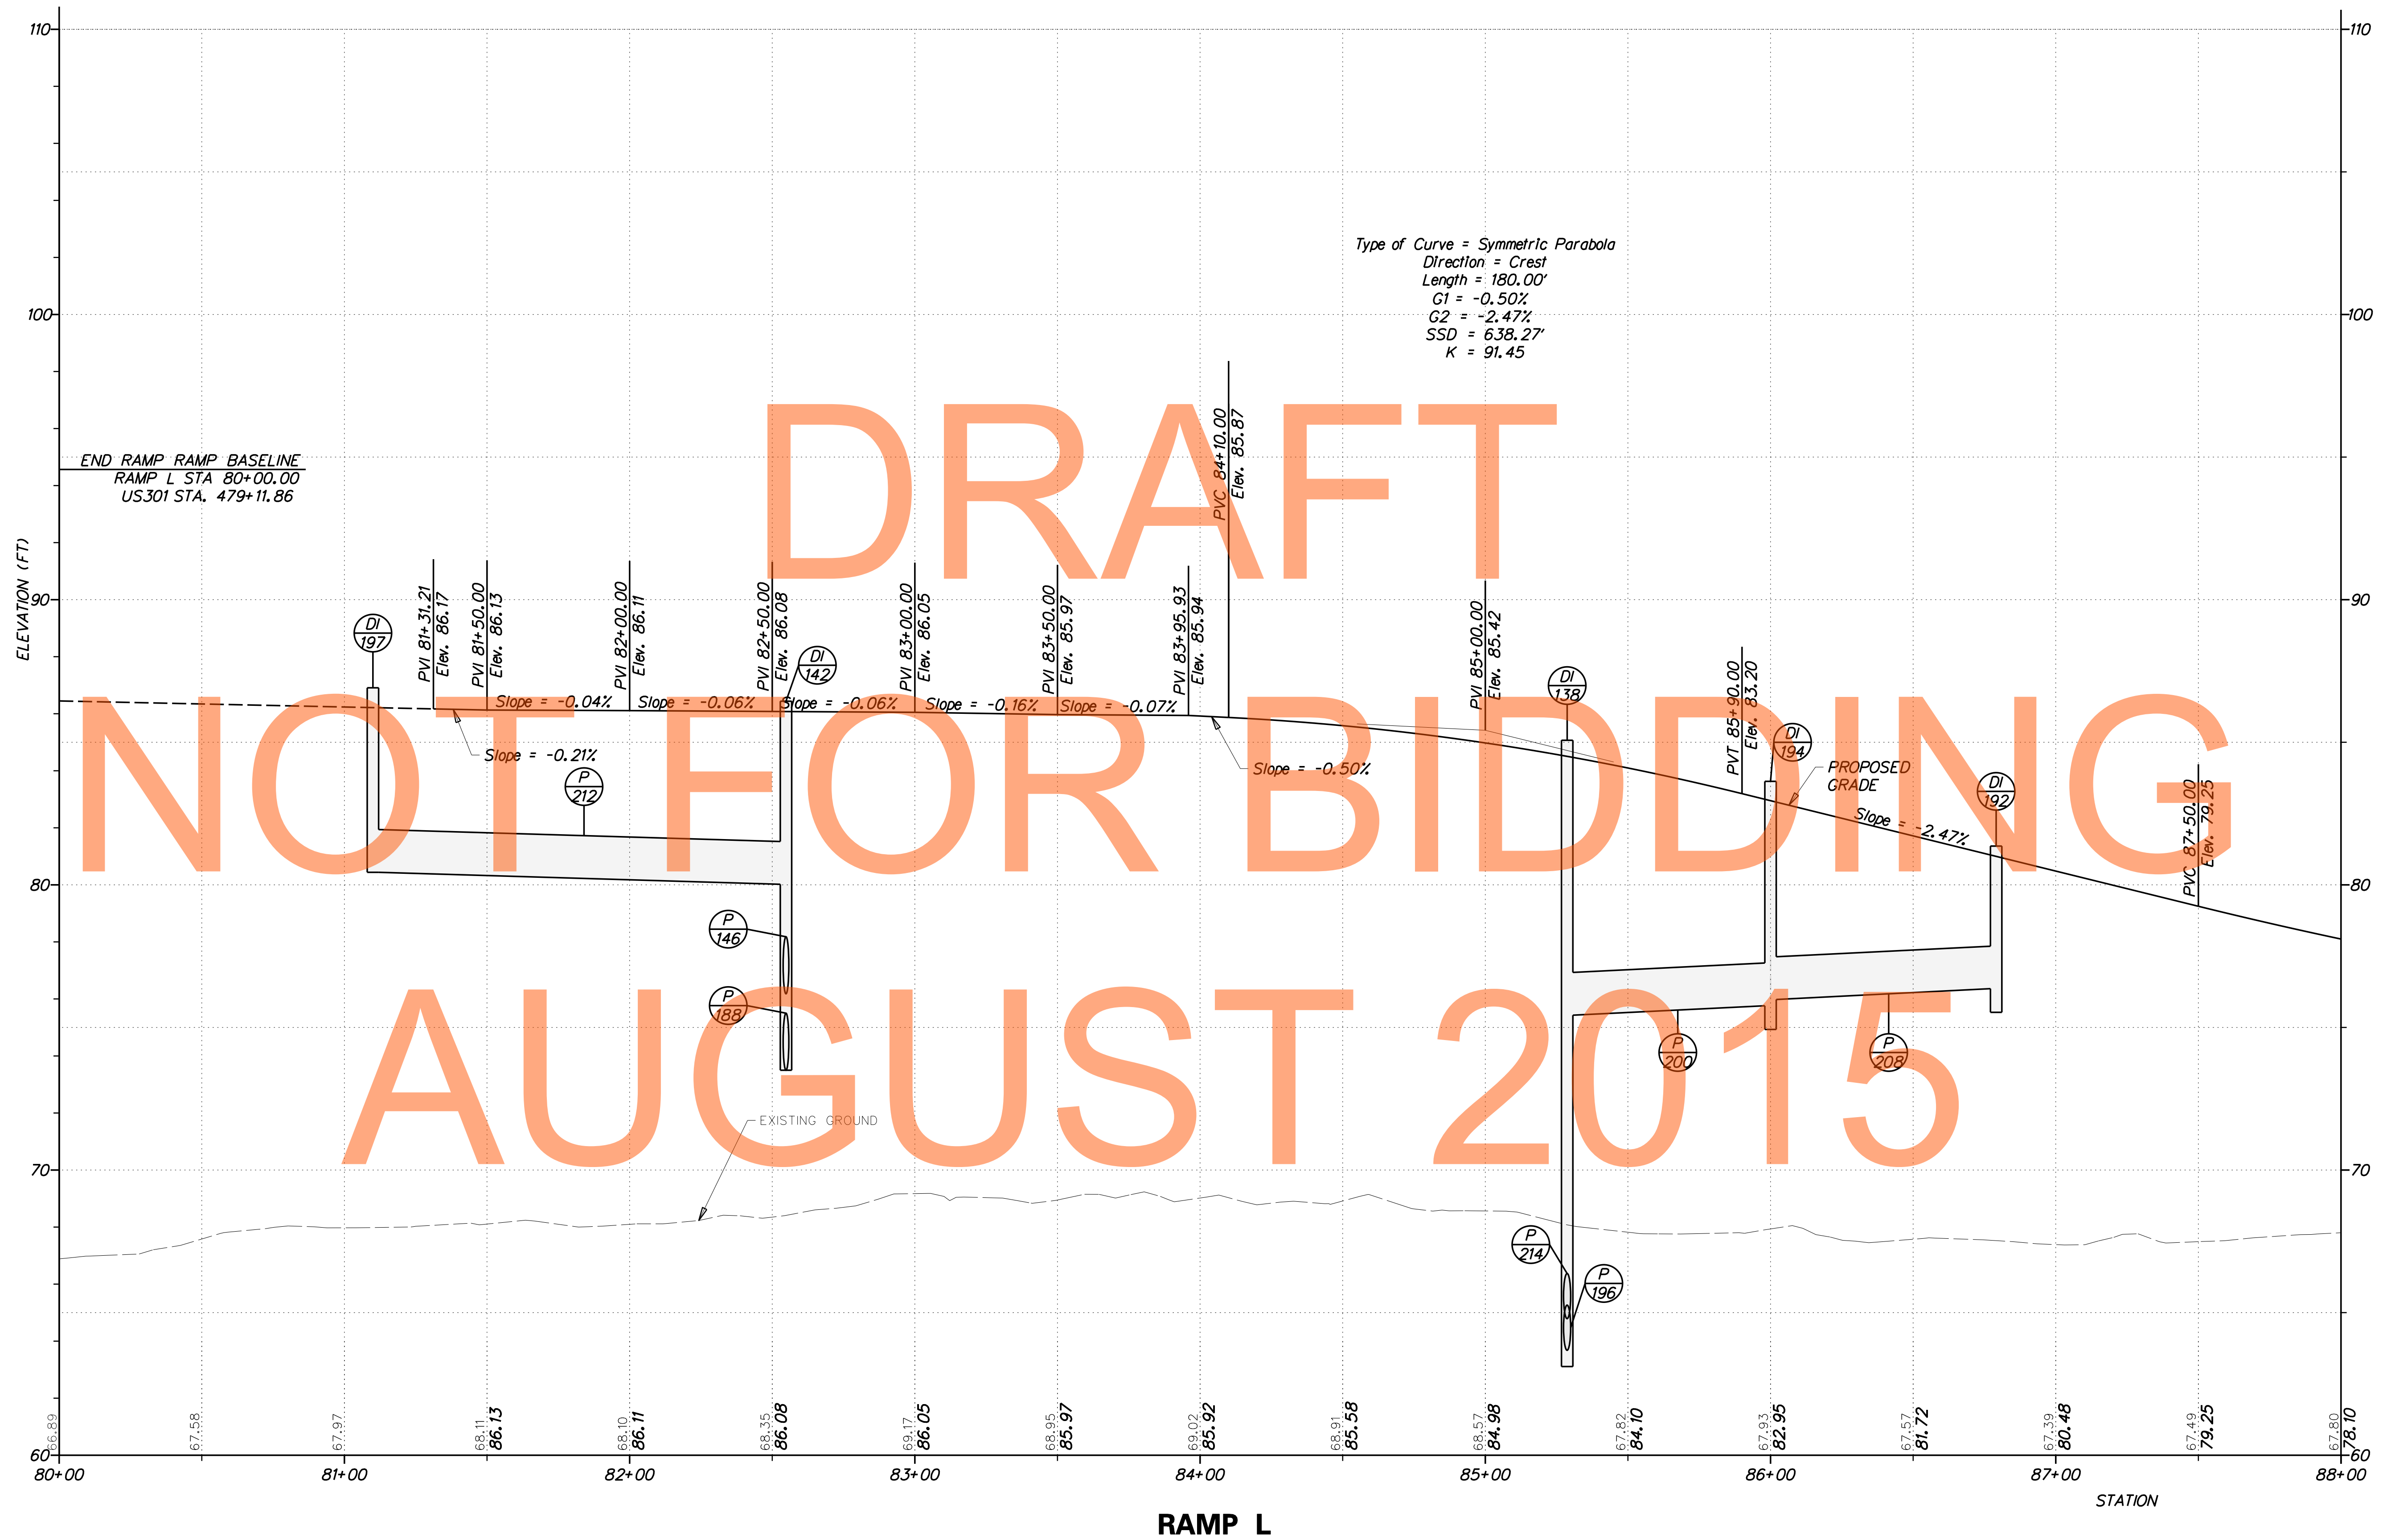 110
110
Type of Curve = Symmetric Parabola
Direction = Crest
Length = 180.00'
G1 = -0.50%
G2 = -2.47%
SSD = 638.27'
K = 91.45
100
100
DRAFT
PVC 84+10.00
Elev. 85.87
END RAMP RAMP BASELINE
RAMP L STA 80+00.00
US301 STA. 479+11.86
ELEVATION (FT)
90
90
DI
197
PVI 81+31.21
Elev. 86.17
PVI 81+50.00
Elev. 86.13
PVI 82+00.00
Elev. 86.11
PVI 82+50.00
Elev. 86.08
DI
142
PVI 83+00.00
Elev. 86.05
PVI 83+50.00
Elev. 85.97
PVI 83+95.93
Elev. 85.94
PVI 85+00.00
Elev. 85.42
DI
138
PVT 85+90.00
Elev. 83.20
DI
194
Slope = -0.04%
Slope = -0.06%
Slope = -0.06%
Slope = -0.16%
Slope = -0.07%
Slope = -0.21%
Slope = -0.50%
PROPOSED
GRADE
DI
192
PVC 87+50.00
Elev. 79.25
P
212
Slope = -2.47%
NOT FOR BIDDING
80
80
P
146
P
188
P
200
P
208
AUGUST 2015
EXISTING GROUND
70
70
P
214
P
196
66.89
67.58
67.97
68.11
86.13
68.10
86.11
68.35
86.08
69.17
86.05
68.95
85.97
69.02
85.92
68.91
85.58
68.57
84.98
67.82
84.10
67.93
82.95
67.57
81.72
67.39
80.48
67.49
79.25
67.80
78.10
60
60
80+00
81+00
82+00
83+00
84+00
85+00
86+00
87+00
88+00
STATION
RAMP L